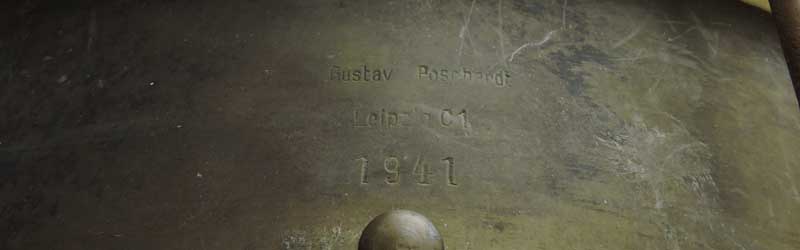 Gustav Poschardt
Leipzig C1
1941